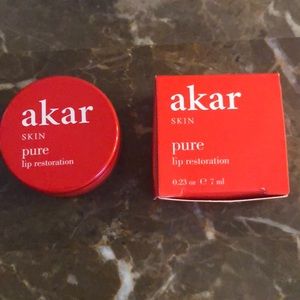 akar
SKIN
pure
lip restoration
akar
SKIN
pure
lip restoration
0.23 oz ℮ 7 ml